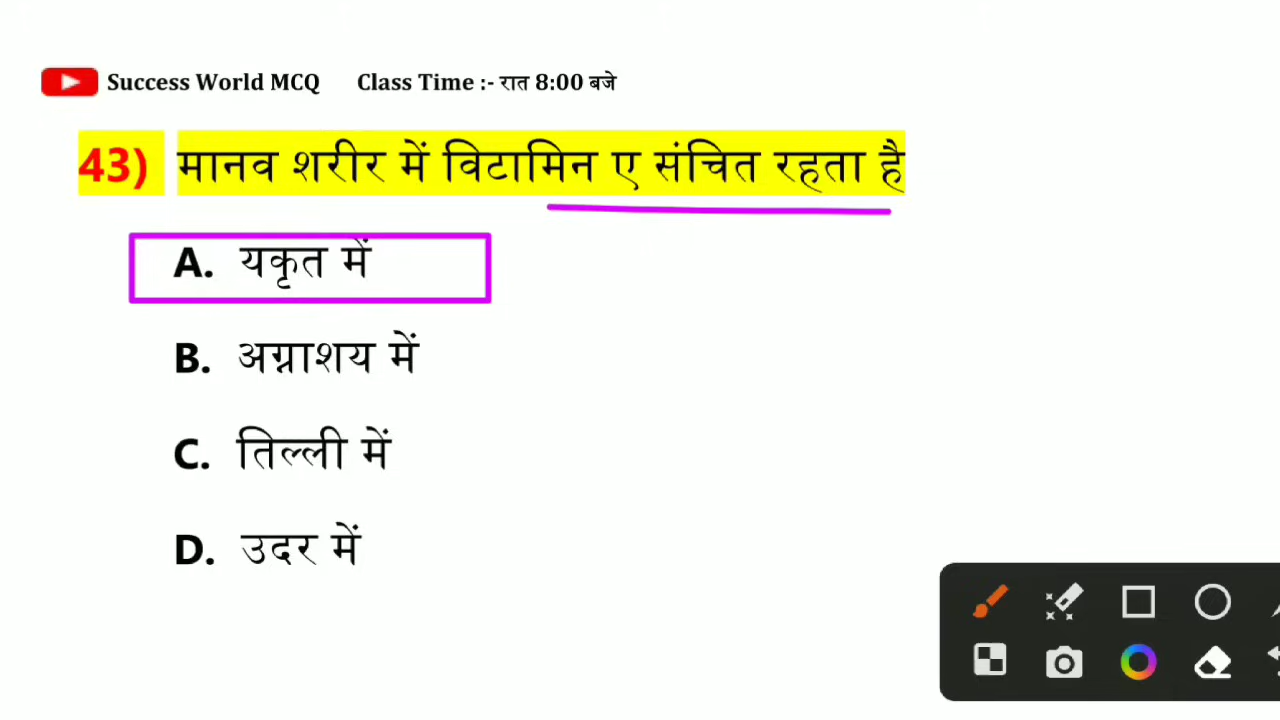 Success World MCQ Class Time :- रात 8:00 बजे
43) मानव शरीर में विटामिन ए संचित रहता है
A. यकृत में
B. अग्नाशय में
C. तिल्ली में
D. उदर में